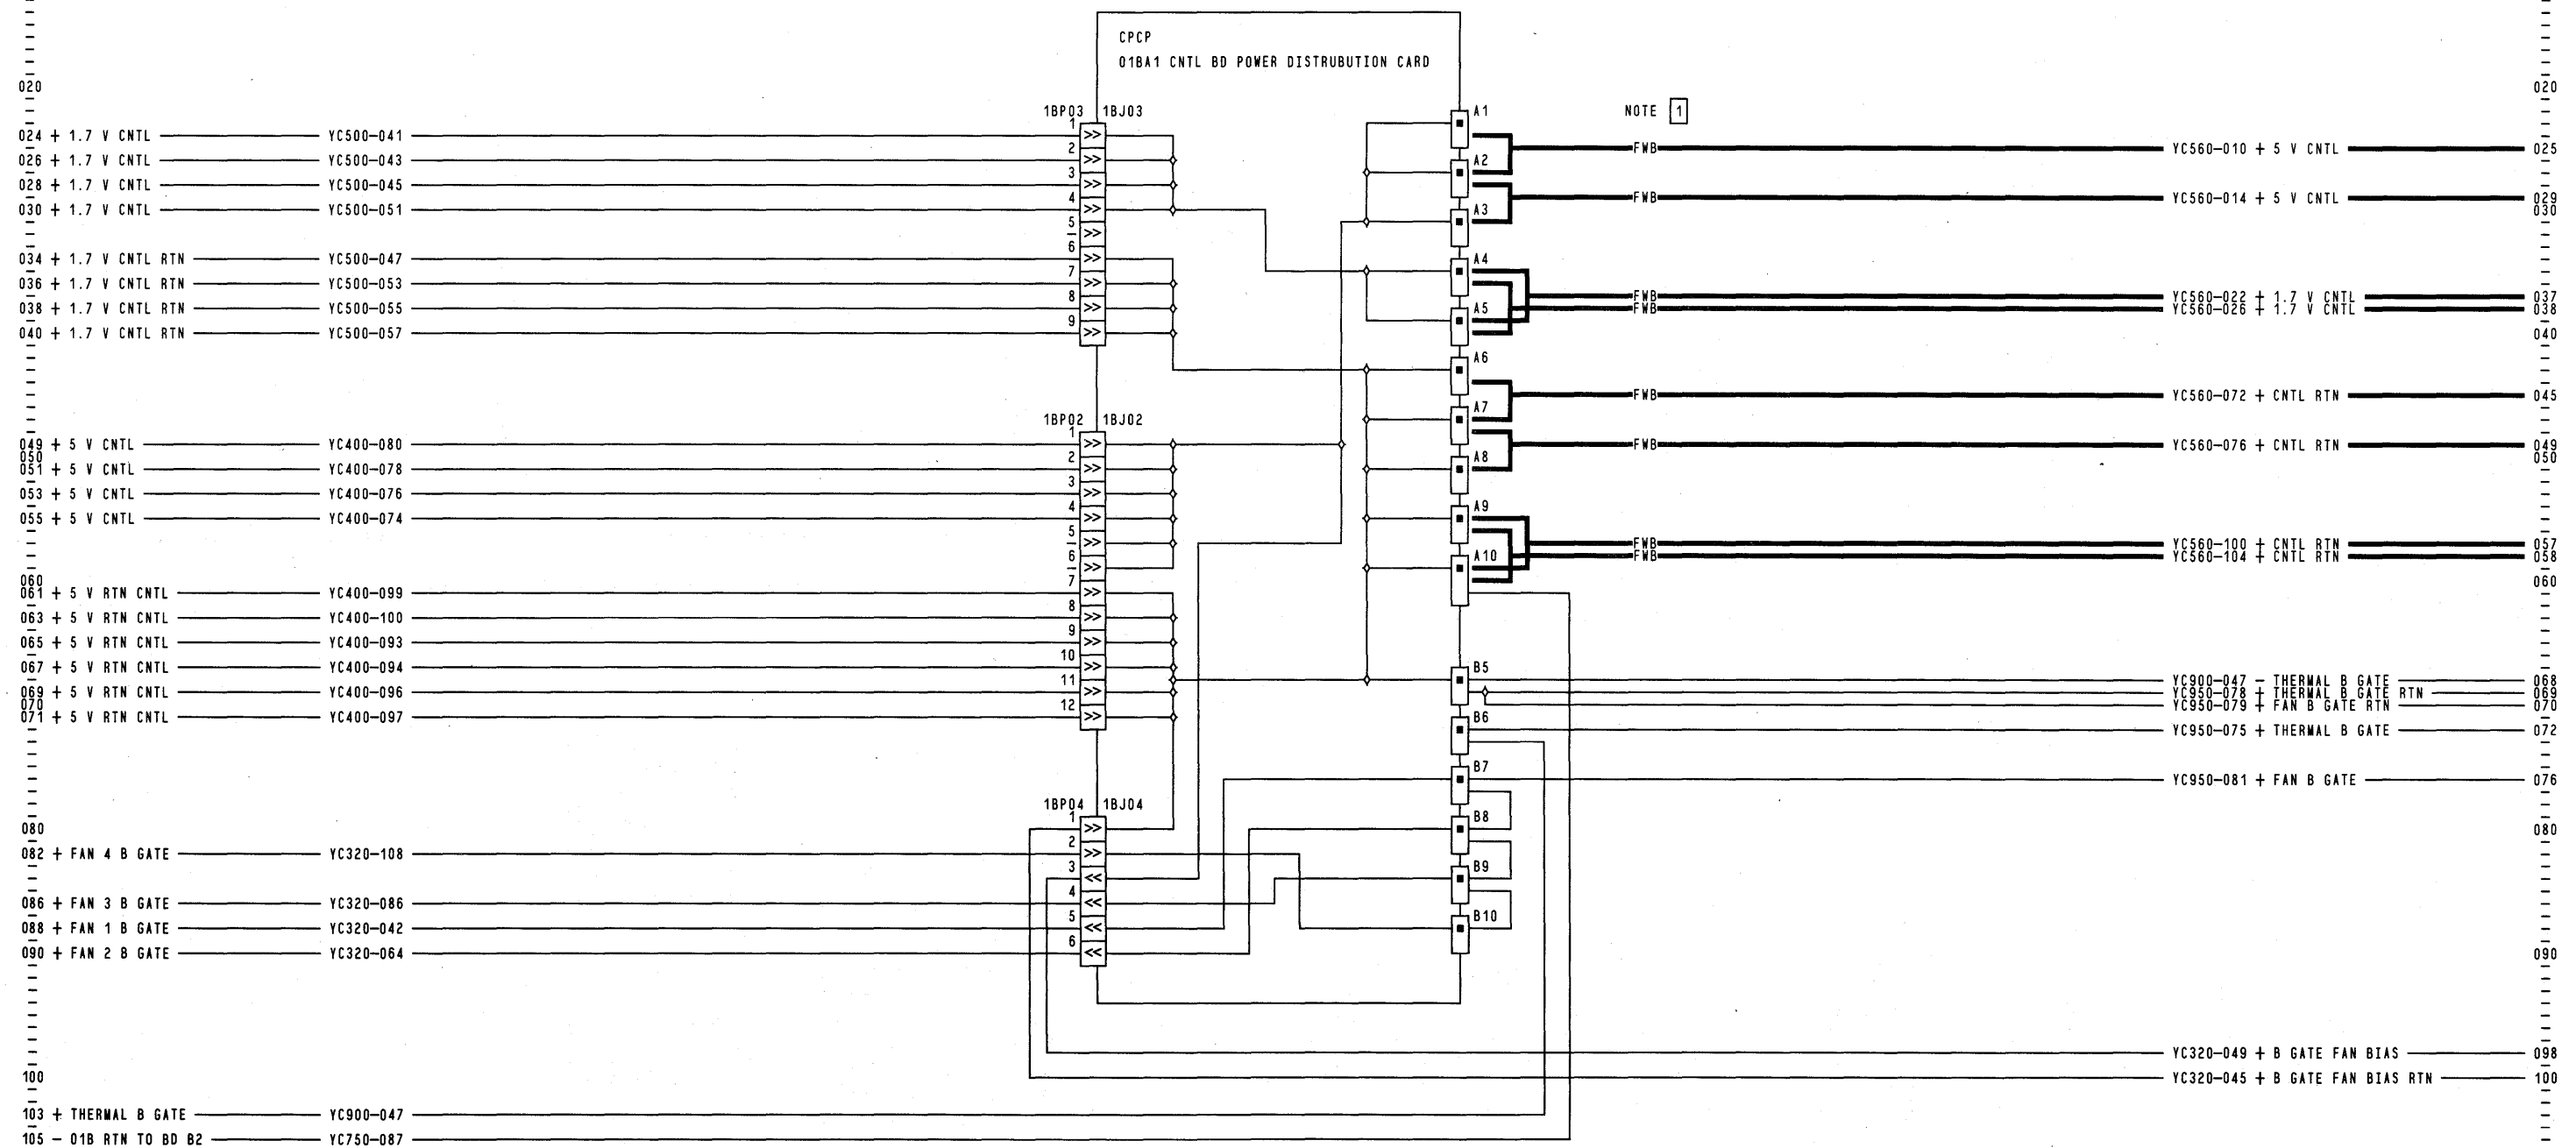 CPCP
01BA1 CNTL BD POWER DISTRUBUTION CARD
020
020
1BP03 1BJ03
A1
NOTE 1
024 + 1.7 V CNTL YC500-041 1
FWB YC560-010 + 5 V CNTL 025
026 + 1.7 V CNTL YC500-043 2
A2
028 + 1.7 V CNTL YC500-045 3
FWB YC560-014 + 5 V CNTL 029
030 + 1.7 V CNTL YC500-051 4
A3
030
5
6
034 + 1.7 V CNTL RTN YC500-047
A4
036 + 1.7 V CNTL RTN YC500-053 7
FWB YC560-022 + 1.7 V CNTL 037
038 + 1.7 V CNTL RTN YC500-055 8
A5
FWB YC560-026 + 1.7 V CNTL 038
040 + 1.7 V CNTL RTN YC500-057 9
040
A6
FWB YC560-072 + CNTL RTN 045
A7
1BP02 1BJ02
049 + 5 V CNTL YC400-080 1
FWB YC560-076 + CNTL RTN 049
050
A8
050
051 + 5 V CNTL YC400-078 2
053 + 5 V CNTL YC400-076 3
A9
055 + 5 V CNTL YC400-074 4
5
FWB YC560-100 + CNTL RTN 057
6
A10
FWB YC560-104 + CNTL RTN 058
060
060
061 + 5 V RTN CNTL YC400-099 7
063 + 5 V RTN CNTL YC400-100 8
065 + 5 V RTN CNTL YC400-093 9
067 + 5 V RTN CNTL YC400-094 10
B5
YC900-047 - THERMAL B GATE 068
069 + 5 V RTN CNTL YC400-096 11
YC950-078 + THERMAL B GATE RTN 069
070
YC950-079 + FAN B GATE RTN 070
071 + 5 V RTN CNTL YC400-097 12
B6
YC950-075 + THERMAL B GATE 072
B7
YC950-081 + FAN B GATE 076
1BP04 1BJ04
080
1
B8
080
082 + FAN 4 B GATE YC320-108 2
3
B9
086 + FAN 3 B GATE YC320-086 4
088 + FAN 1 B GATE YC320-042 5
B10
090 + FAN 2 B GATE YC320-064 6
090
YC320-049 + B GATE FAN BIAS 098
100
YC320-045 + B GATE FAN BIAS RTN 100
103 + THERMAL B GATE YC900-047
105 - 01B RTN TO BD B2 YC750-087